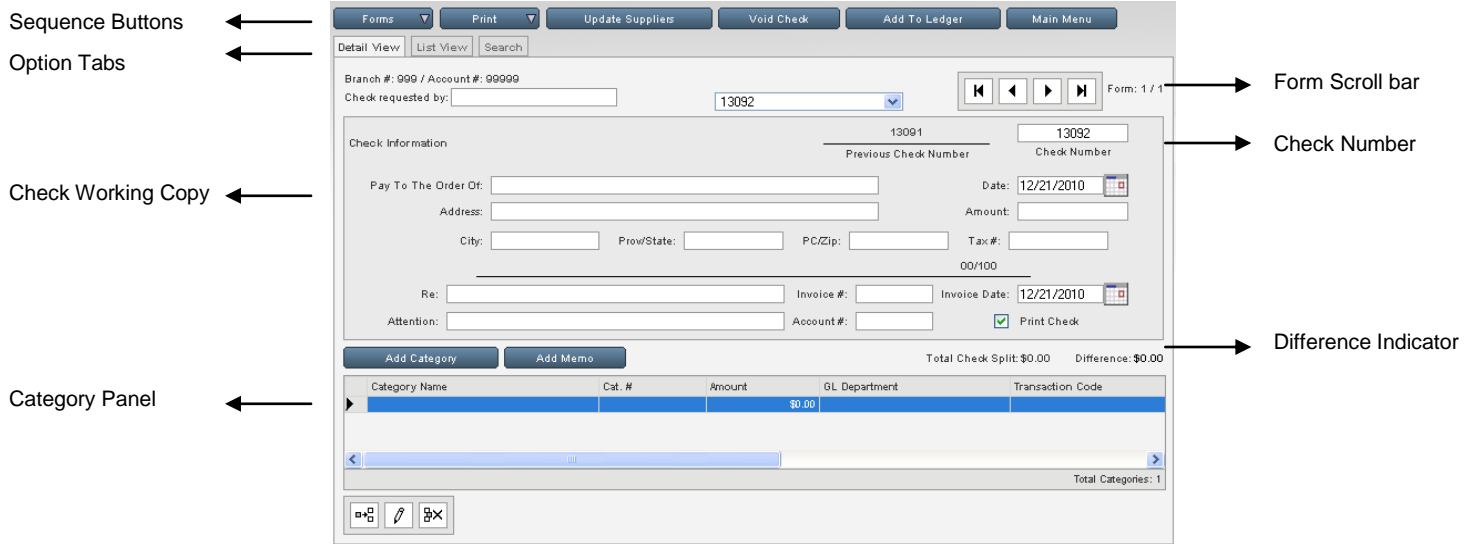 Sequence Buttons
Forms Print Update Suppliers Void Check Add To Ledger Main Menu
Option Tabs
Detail View List View Search
Branch #: 999 / Account #: 99999
Check requested by:
13092
Form: 1 / 1
Form Scroll bar
Check Information
13091
Previous Check Number
13092
Check Number
Check Number
Check Working Copy
Pay To The Order Of:
Date: 12/21/2010
Address:
Amount:
City: Prov/State: PC/Zip: Tax #:
00/100
Re: Invoice #: Invoice Date: 12/21/2010
Attention: Account #: Print Check
Add Category Add Memo Total Check Split: $0.00 Difference: $0.00
Difference Indicator
Category Panel
Category Name Cat. # Amount GL Department Transaction Code
$0.00
Total Categories: 1